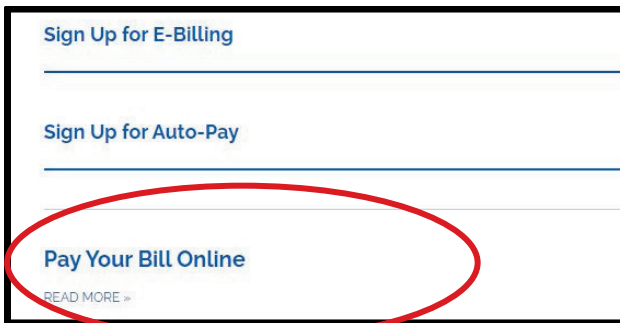 Sign Up for E-Billing
Sign Up for Auto-Pay
Pay Your Bill Online
READ MORE »